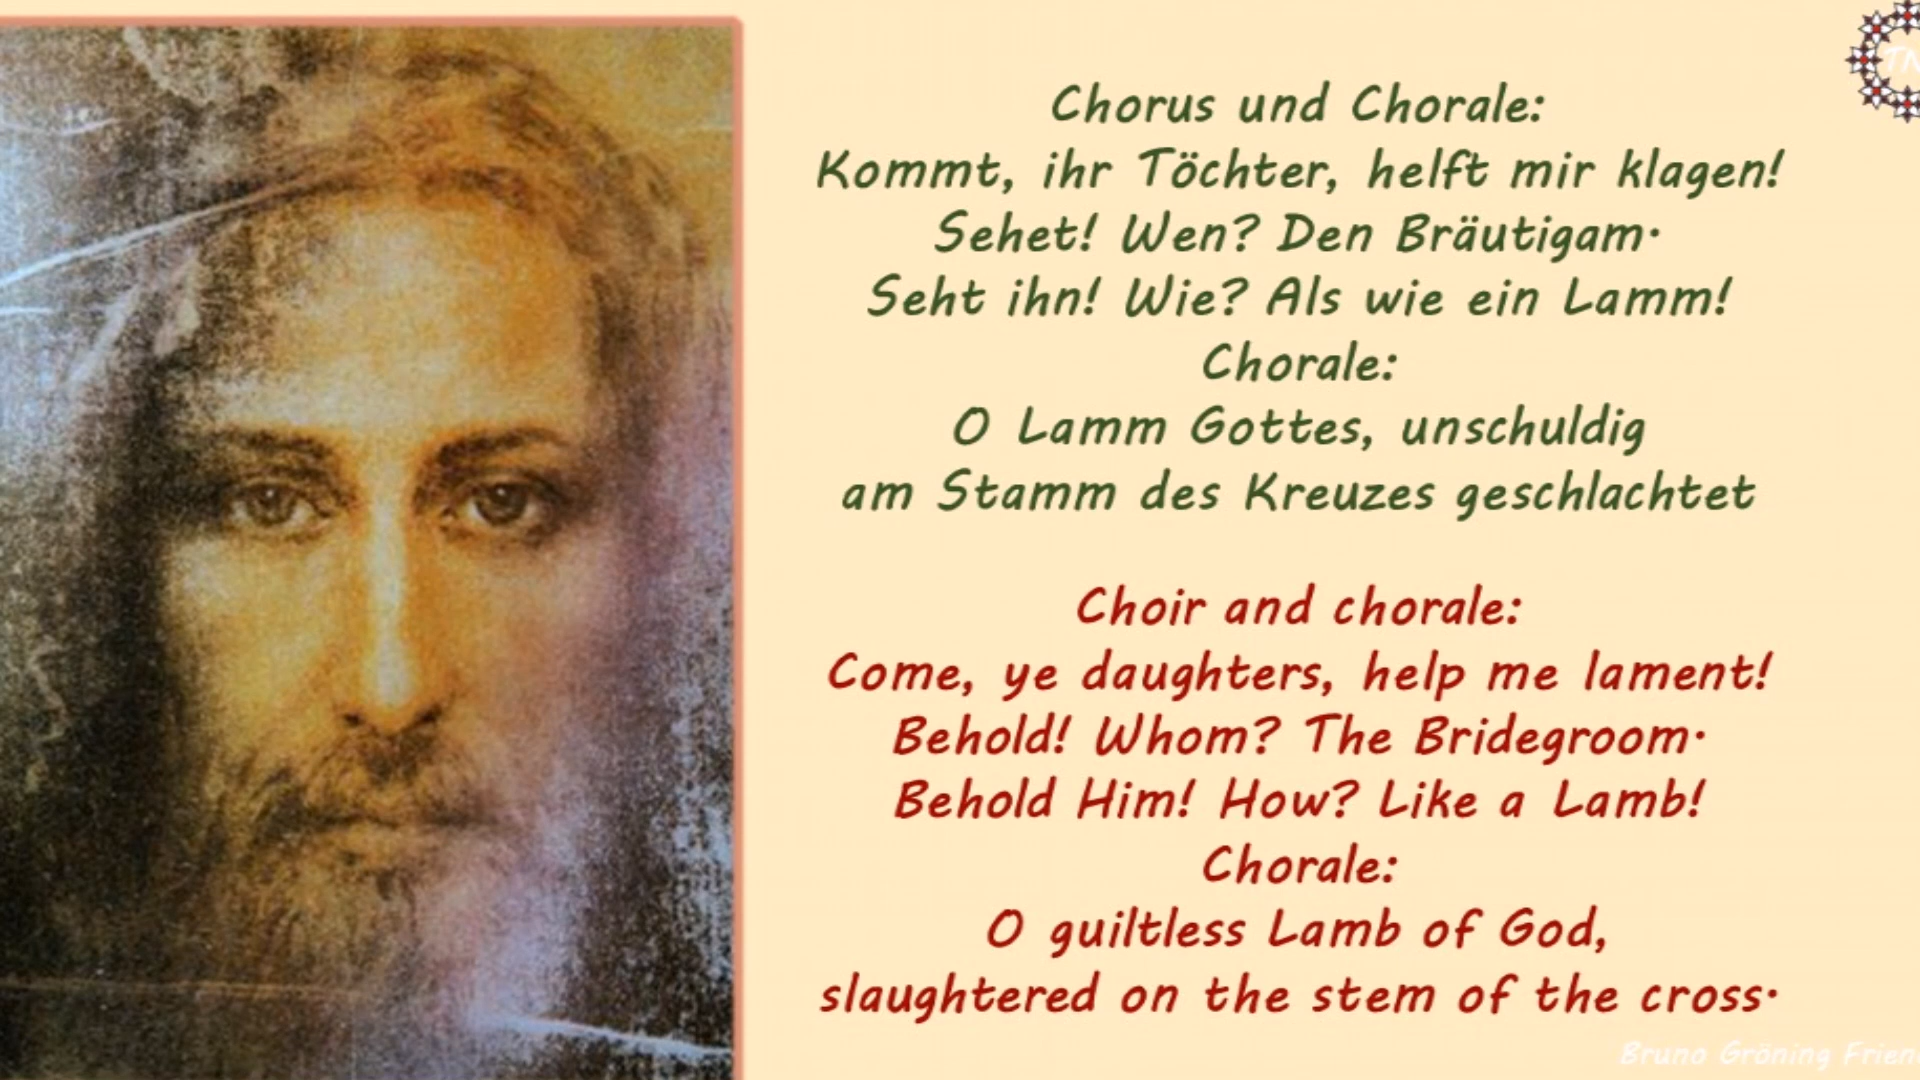 Chorus und Chorale:
Kommt, ihr Töchter, helft mir klagen!
Sehet! Wen? Den Bräutigam·
Seht ihn! Wie? Als wie ein Lamm!
Chorale:
O Lamm Gottes, unschuldig
am Stamm des Kreuzes geschlachtet
Choir and chorale:
Come, ye daughters, help me lament!
Behold! Whom? The Bridegroom·
Behold Him! How? Like a Lamb!
Chorale:
O guiltless Lamb of God,
slaughtered on the stem of the cross·
Bruno Gröning